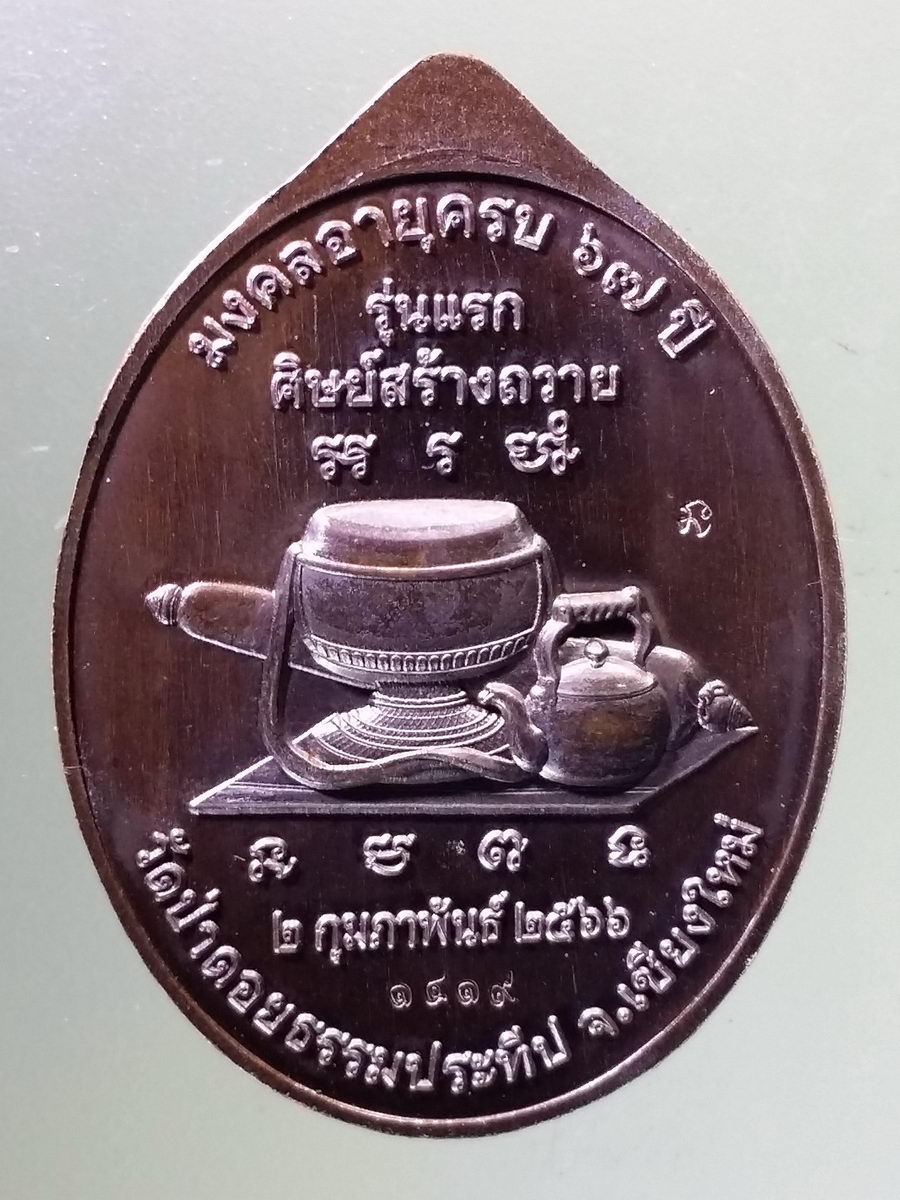 มงคลอายุครบ ๖๗ ปี
รุ่นแรก
ศิษย์สร้างถวาย
๒ กุมภาพันธ์ ๒๕๖๖
๑๔๑๙
วัดป่าดอยธรรมประทีป จ.เชียงใหม่